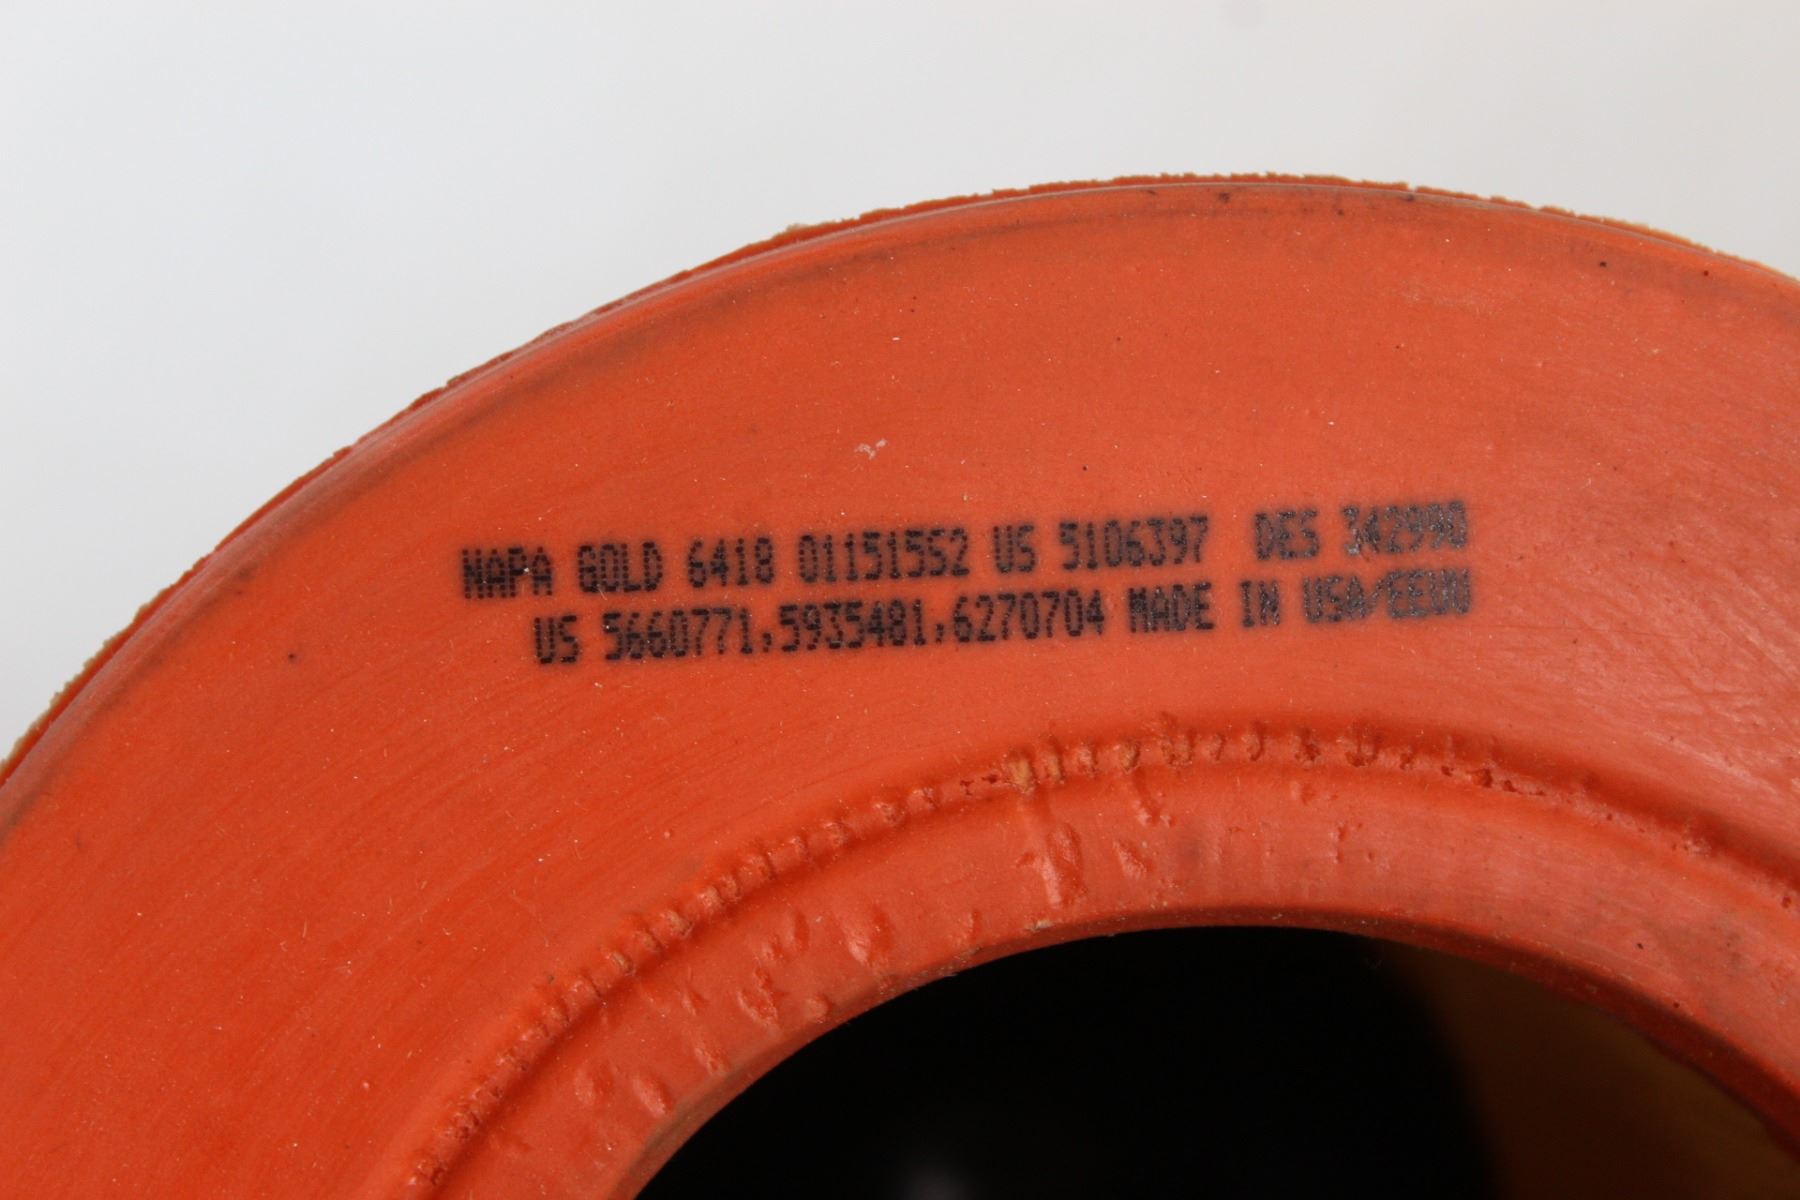 NAPA GOLD 6418 01151552 US 5106397 DES 342990
US 5660771,5935481,6270704 MADE IN USA/EEUU